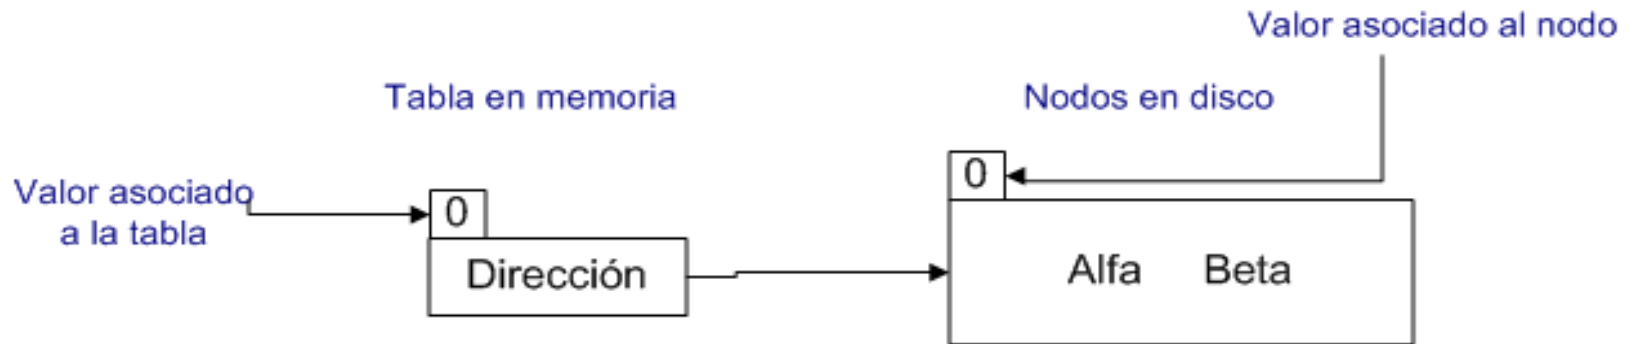 Valor asociado al nodo
Tabla en memoria
Nodos en disco
Valor asociado
a la tabla
0
0
Dirección
Alfa Beta